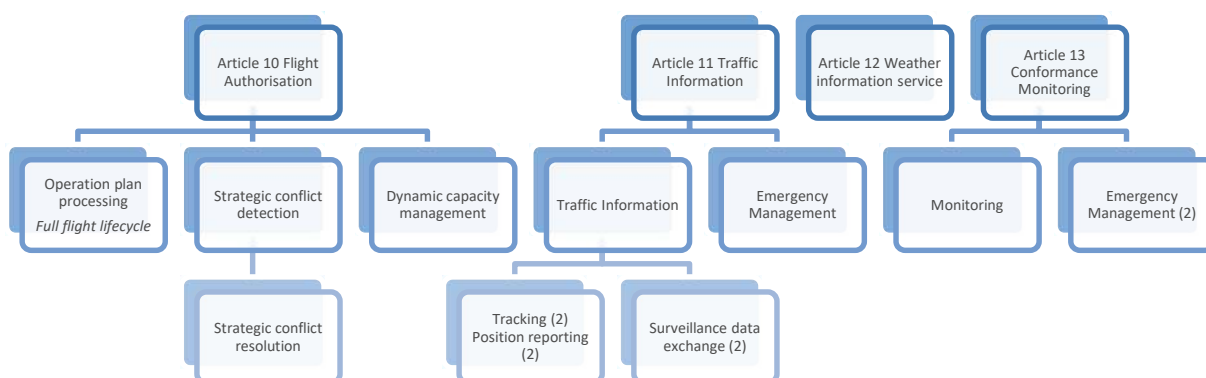 Article 10 Flight
Authorisation
Article 11 Traffic
Information
Article 12 Weather
information service
Article 13
Conformance
Monitoring
Operation plan
processing
Full flight lifecycle
Strategic conflict
detection
Dynamic capacity
management
Traffic Information
Emergency
Management
Monitoring
Emergency
Management (2)
Strategic conflict
resolution
Tracking (2)
Position reporting
(2)
Surveillance data
exchange (2)